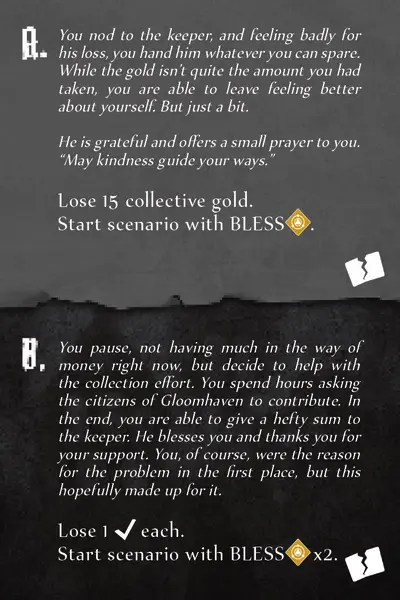 A. You nod to the keeper, and feeling badly for
his loss, you hand him whatever you can spare.
While the gold isn't quite the amount you had
taken, you are able to leave feeling better
about yourself. But just a bit.
He is grateful and offers a small prayer to you.
“May kindness guide your ways.”
Lose 15 collective gold.
Start scenario with BLESS.
B. You pause, not having much in the way of
money right now, but decide to help with
the collection effort. You spend hours asking
the citizens of Gloomhaven to contribute. In
the end, you are able to give a hefty sum to
the keeper. He blesses you and thanks you for
your support. You, of course, were the reason
for the problem in the first place, but this
hopefully made up for it.
Lose 1 ✓ each.
Start scenario with BLESS x2.